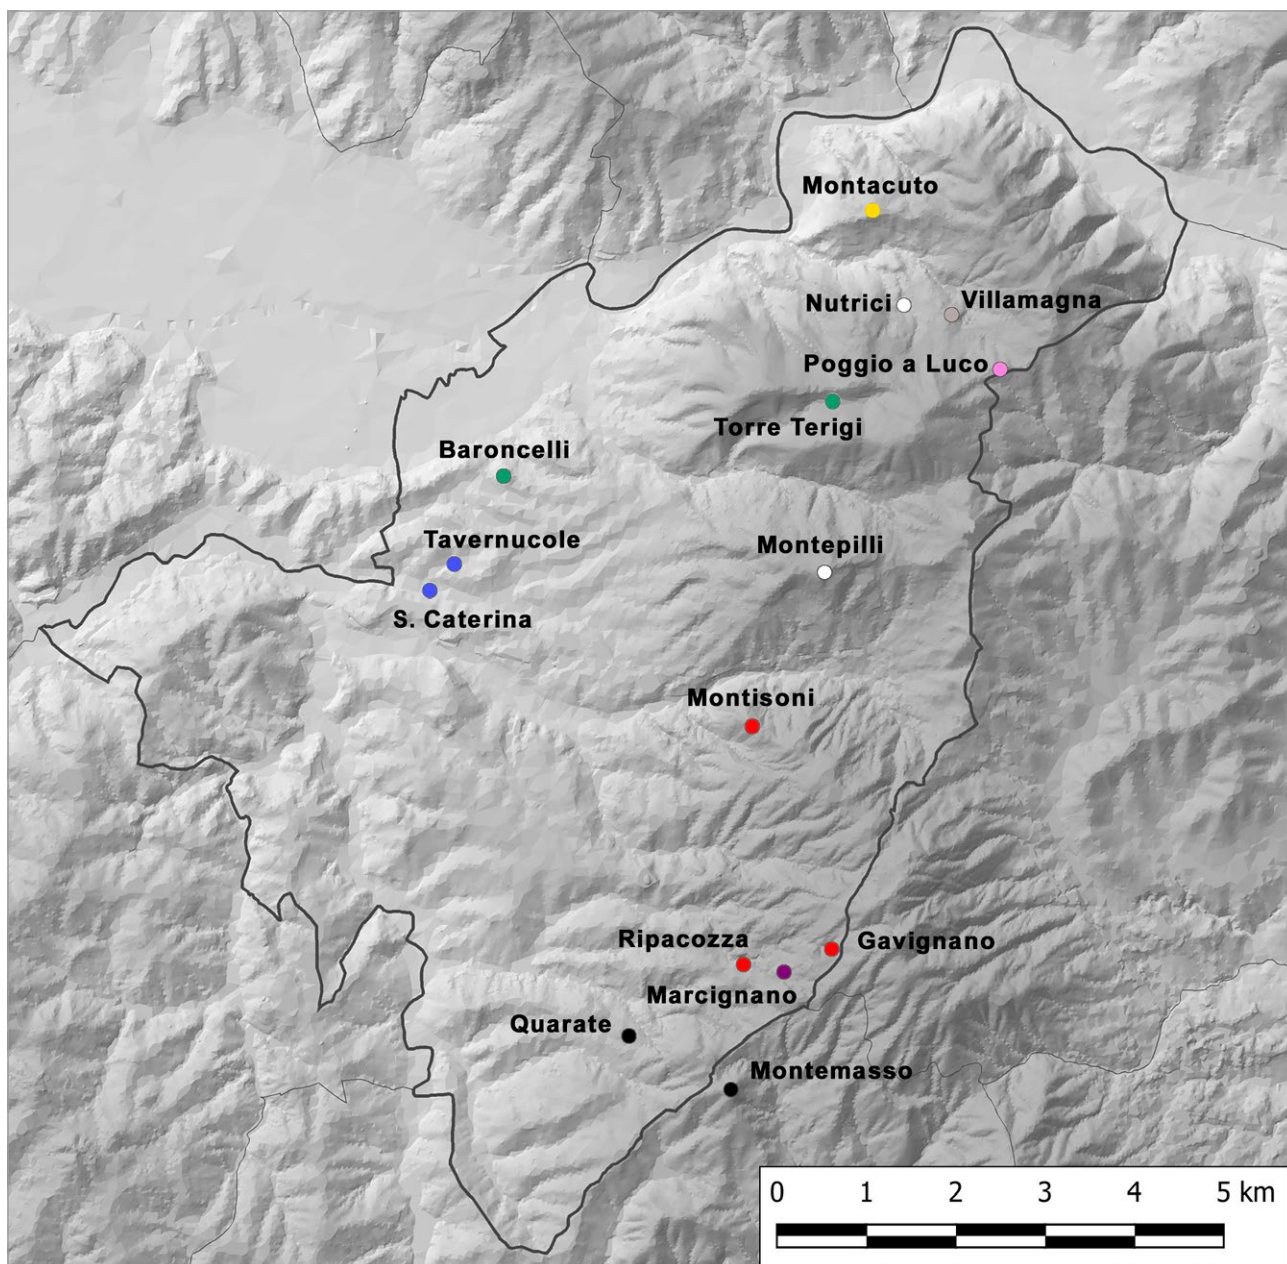 Montacuto
Nutrici
Villamagna
Poggio a Luco
Torre Terigi
Baroncelli
Tavernucole
Montepilli
S. Caterina
Montisoni
Ripacozza
Gavignano
Marcignano
Quarate
Montemasso
0 1 2 3 4 5 km